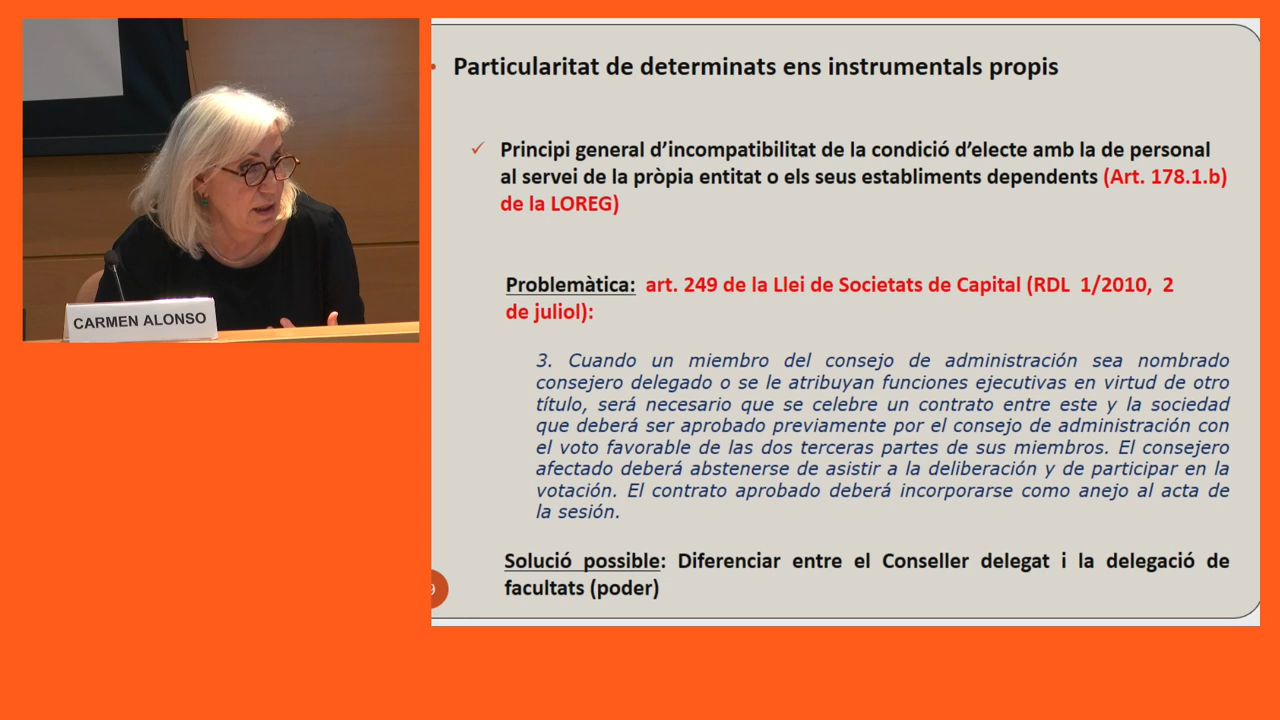 CARMEN ALONSO
• Particularitat de determinats ens instrumentals propis
✓ Principi general d'incompatibilitat de la condició d'electe amb la de personal
al servei de la pròpia entitat o els seus establiments dependents (Art. 178.1.b)
de la LOREG)
Problemàtica: art. 249 de la Llei de Societats de Capital (RDL 1/2010, 2
de juliol):
3. Cuando un miembro del consejo de administración sea nombrado
consejero delegado o se le atribuyan funciones ejecutivas en virtud de otro
título, será necesario que se celebre un contrato entre este y la sociedad
que deberá ser aprobado previamente por el consejo de administración con
el voto favorable de las dos terceras partes de sus miembros. El consejero
afectado deberá abstenerse de asistir a la deliberación y de participar en la
votación. El contrato aprobado deberá incorporarse como anejo al acta de
la sesión.
Solució possible: Diferenciar entre el Conseller delegat i la delegació de
facultats (poder)